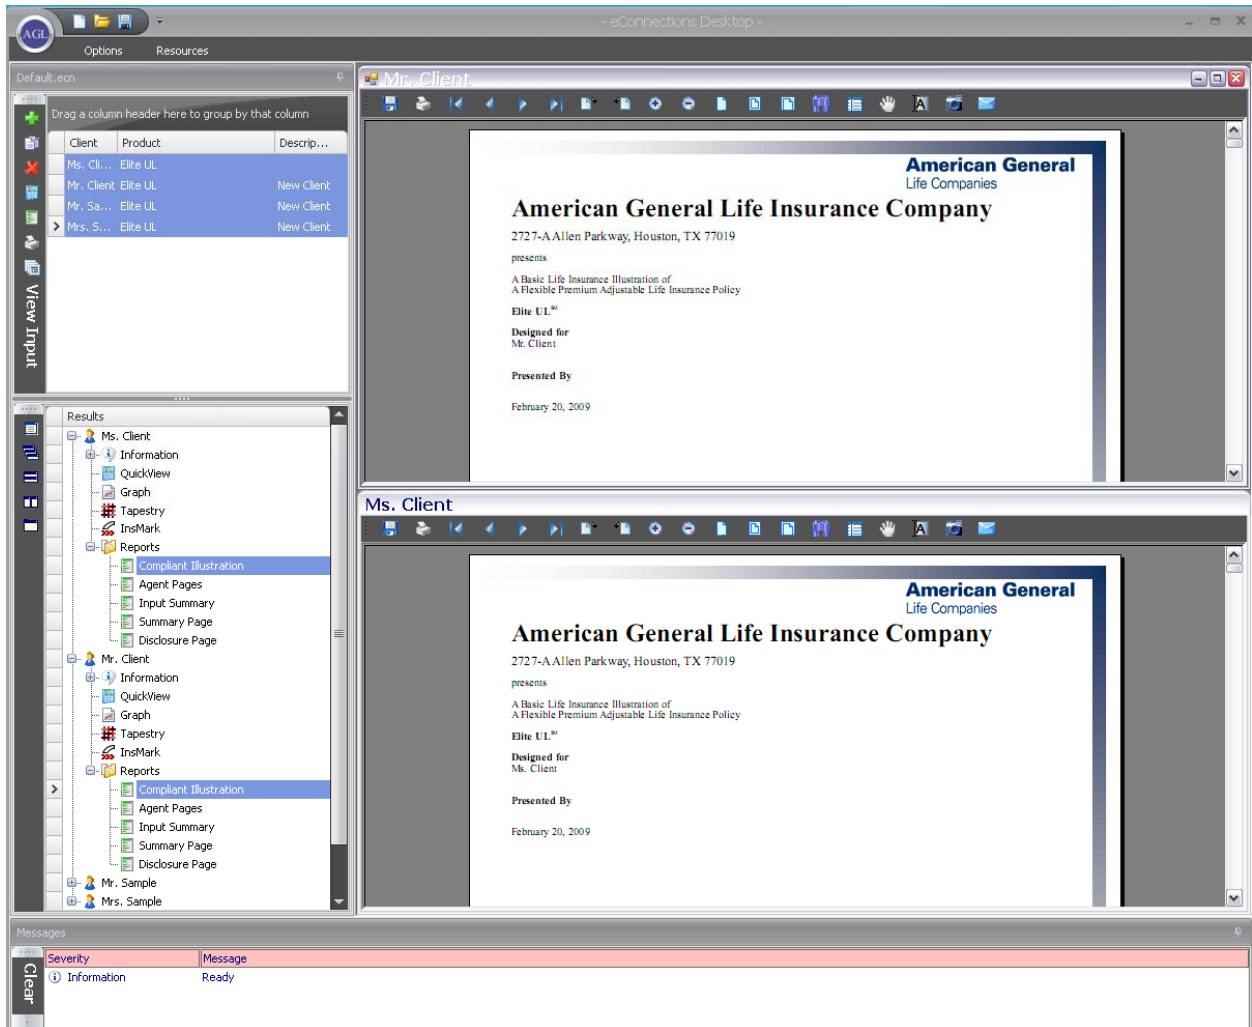 AGL
- eConnections Desktop -
Options Resources
Default.ecn
Drag a column header here to group by that column
Client Product Descrip...
Ms. Cli... Elite UL
Mr. Client Elite UL New Client
Mr. Sa... Elite UL New Client
Mrs. S... Elite UL New Client
View Input
Results
Ms. Client
Information
QuickView
Graph
Tapestry
InsMark
Reports
Compliant Illustration
Agent Pages
Input Summary
Summary Page
Disclosure Page
Mr. Client
Information
QuickView
Graph
Tapestry
InsMark
Reports
Compliant Illustration
Agent Pages
Input Summary
Summary Page
Disclosure Page
Mr. Sample
Mrs. Sample
Mr. Client
American General
Life Companies
American General Life Insurance Company
2727-A Allen Parkway, Houston, TX 77019
presents
A Basic Life Insurance Illustration of
A Flexible Premium Adjustable Life Insurance Policy
Elite UL
Designed for
Mr. Client
Presented By
February 20, 2009
Ms. Client
American General
Life Companies
American General Life Insurance Company
2727-A Allen Parkway, Houston, TX 77019
presents
A Basic Life Insurance Illustration of
A Flexible Premium Adjustable Life Insurance Policy
Elite UL
Designed for
Ms. Client
Presented By
February 20, 2009
Messages
Clear
Severity Message
Information Ready